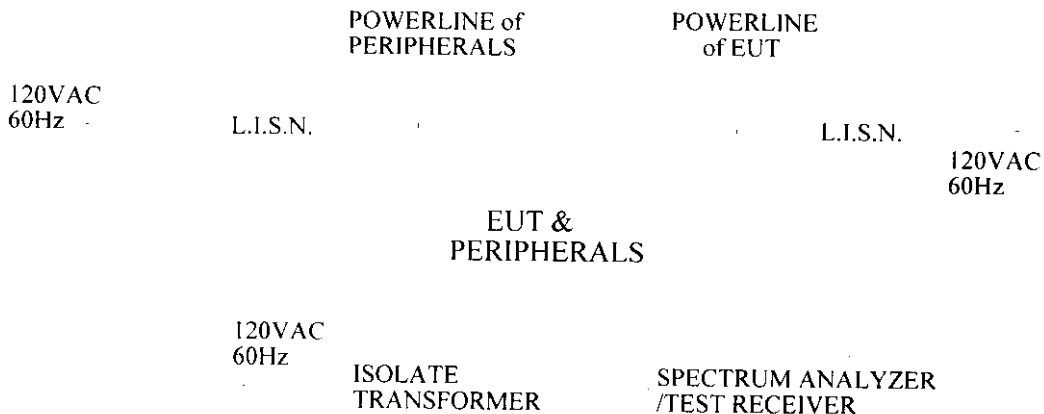 POWERLINE of
PERIPHERALS
POWERLINE
of EUT
120VAC
60Hz
L.I.S.N.
L.I.S.N.
120VAC
60Hz
EUT &
PERIPHERALS
120VAC
60Hz
ISOLATE
TRANSFORMER
SPECTRUM ANALYZER
/TEST RECEIVER